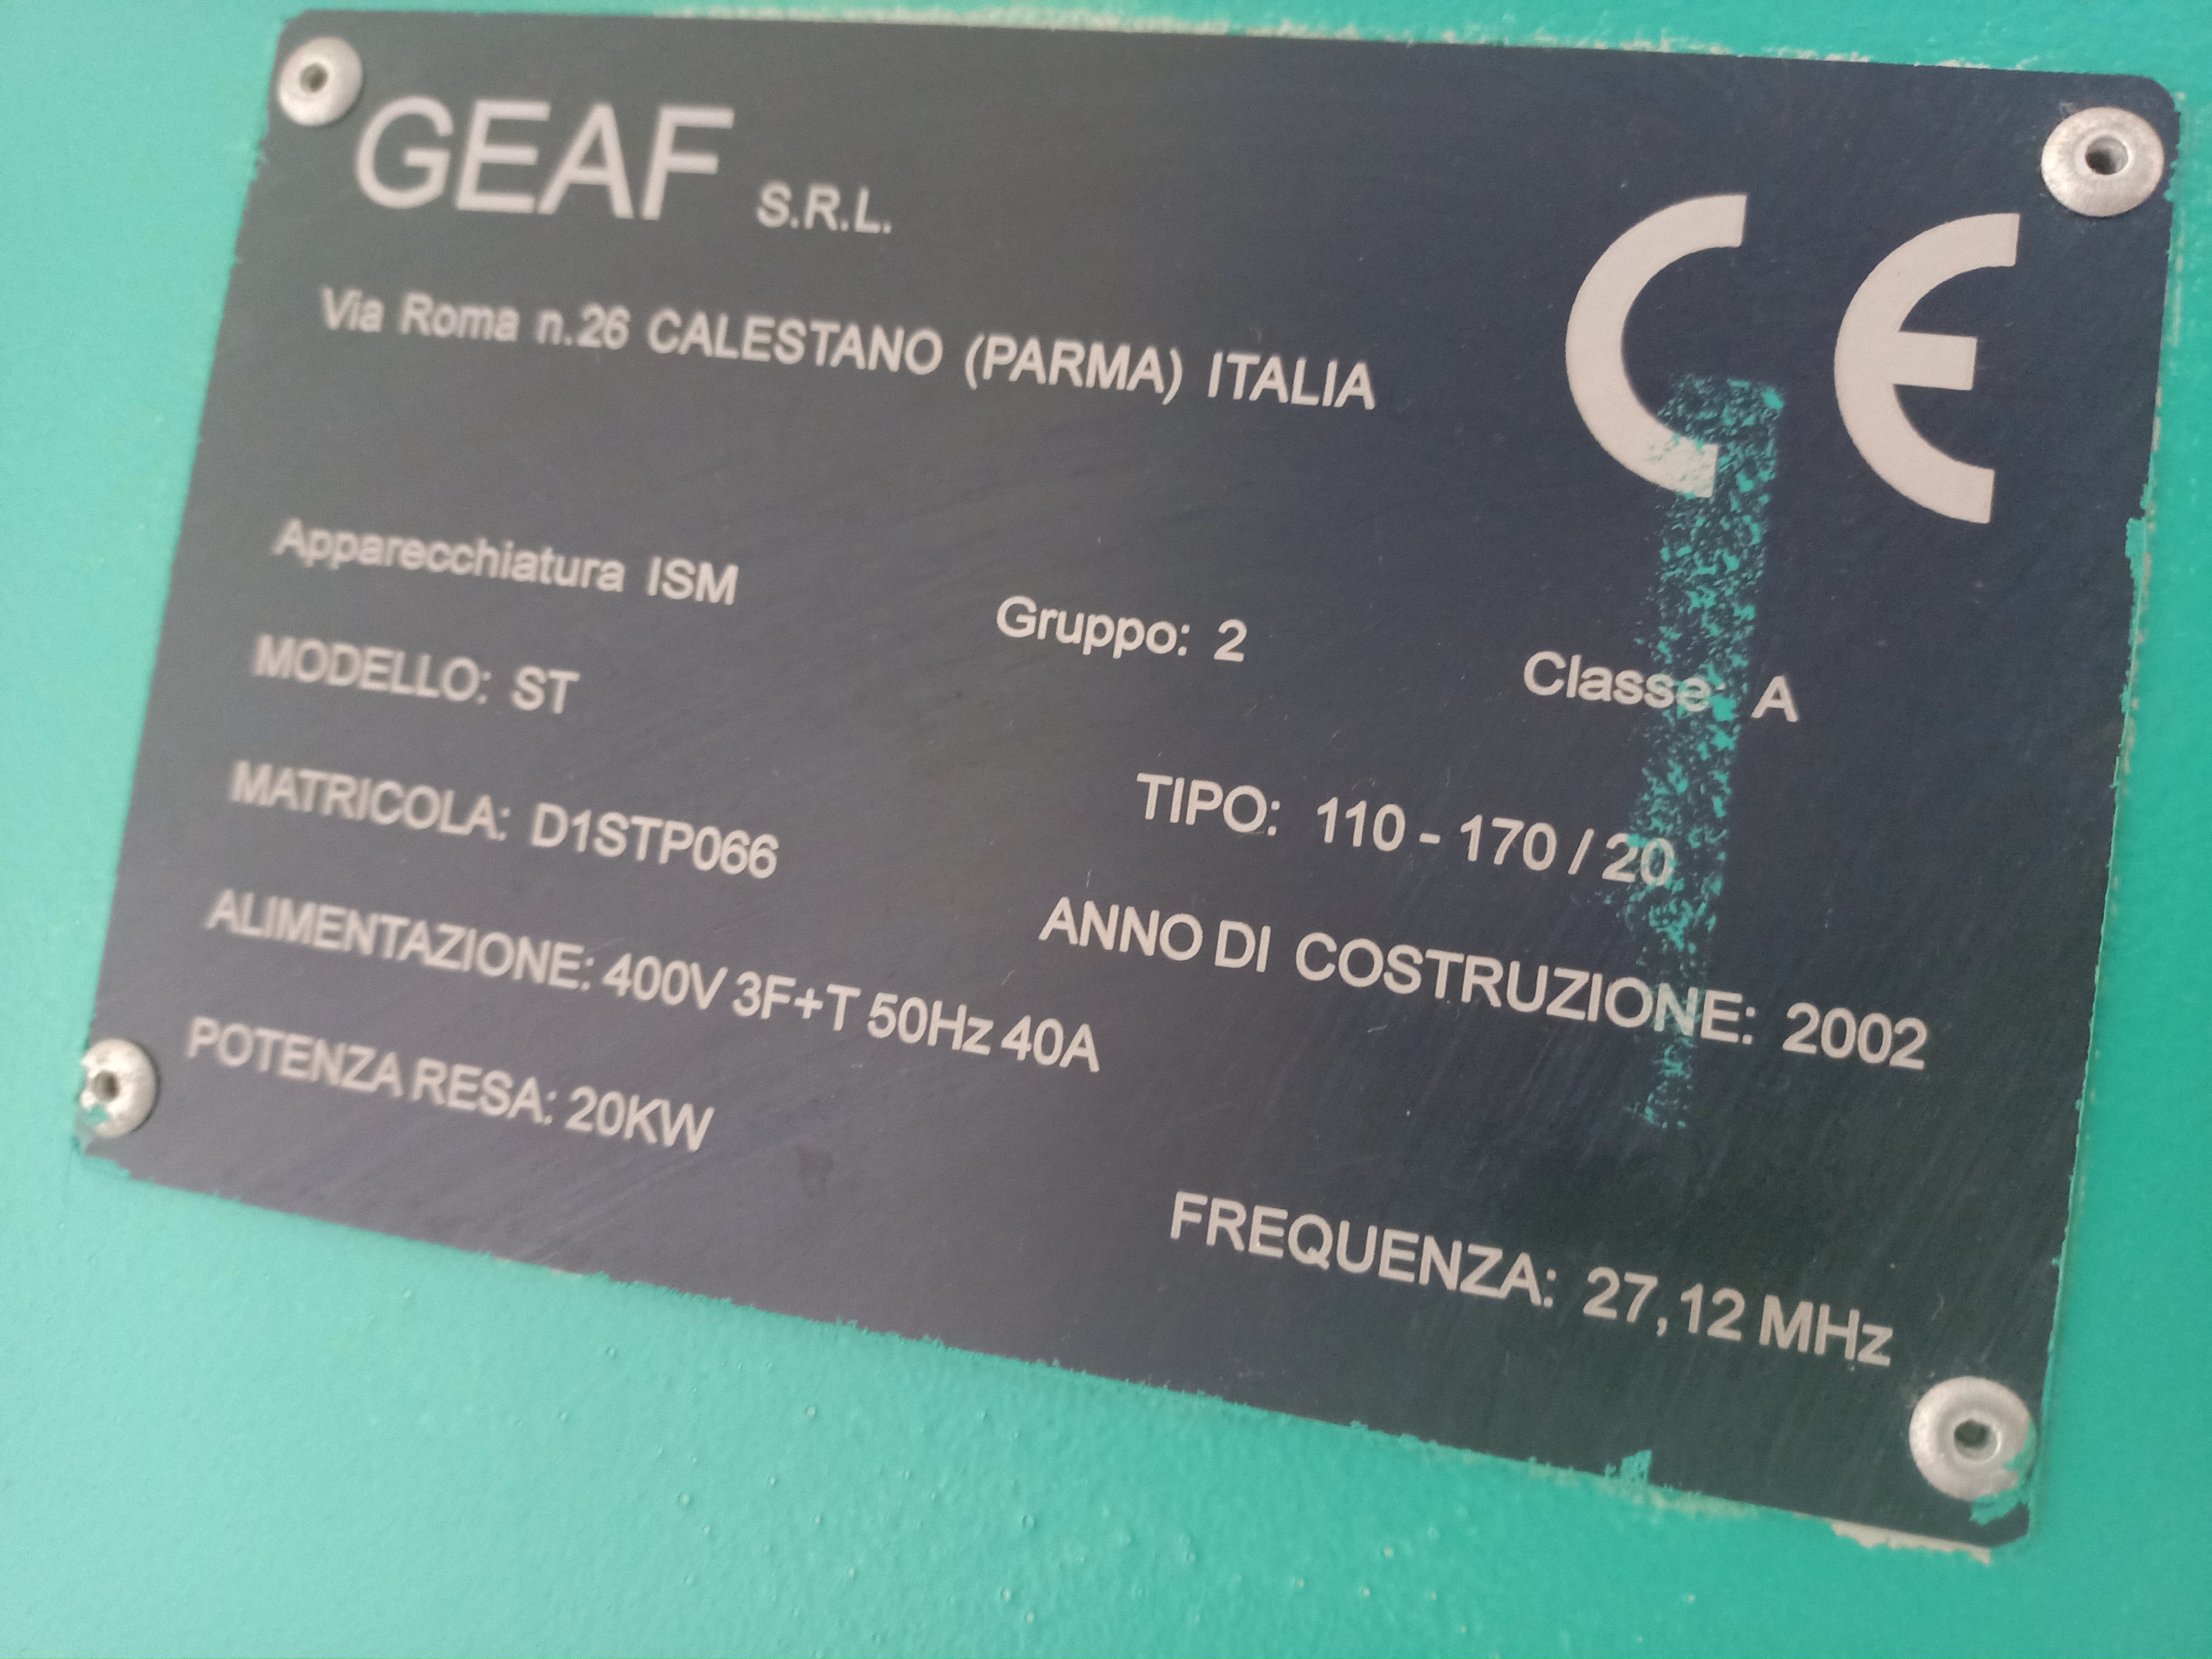 GEAF S.R.L.
CE
Via Roma n.26 CALESTANO (PARMA) ITALIA
Apparecchiatura ISM Gruppo: 2 Classe: A
MODELLO: ST TIPO: 110 - 170 / 20
MATRICOLA: D1STP066 ANNO DI COSTRUZIONE: 2002
ALIMENTAZIONE: 400V 3F+T 50Hz 40A
POTENZA RESA: 20KW FREQUENZA: 27,12 MHz